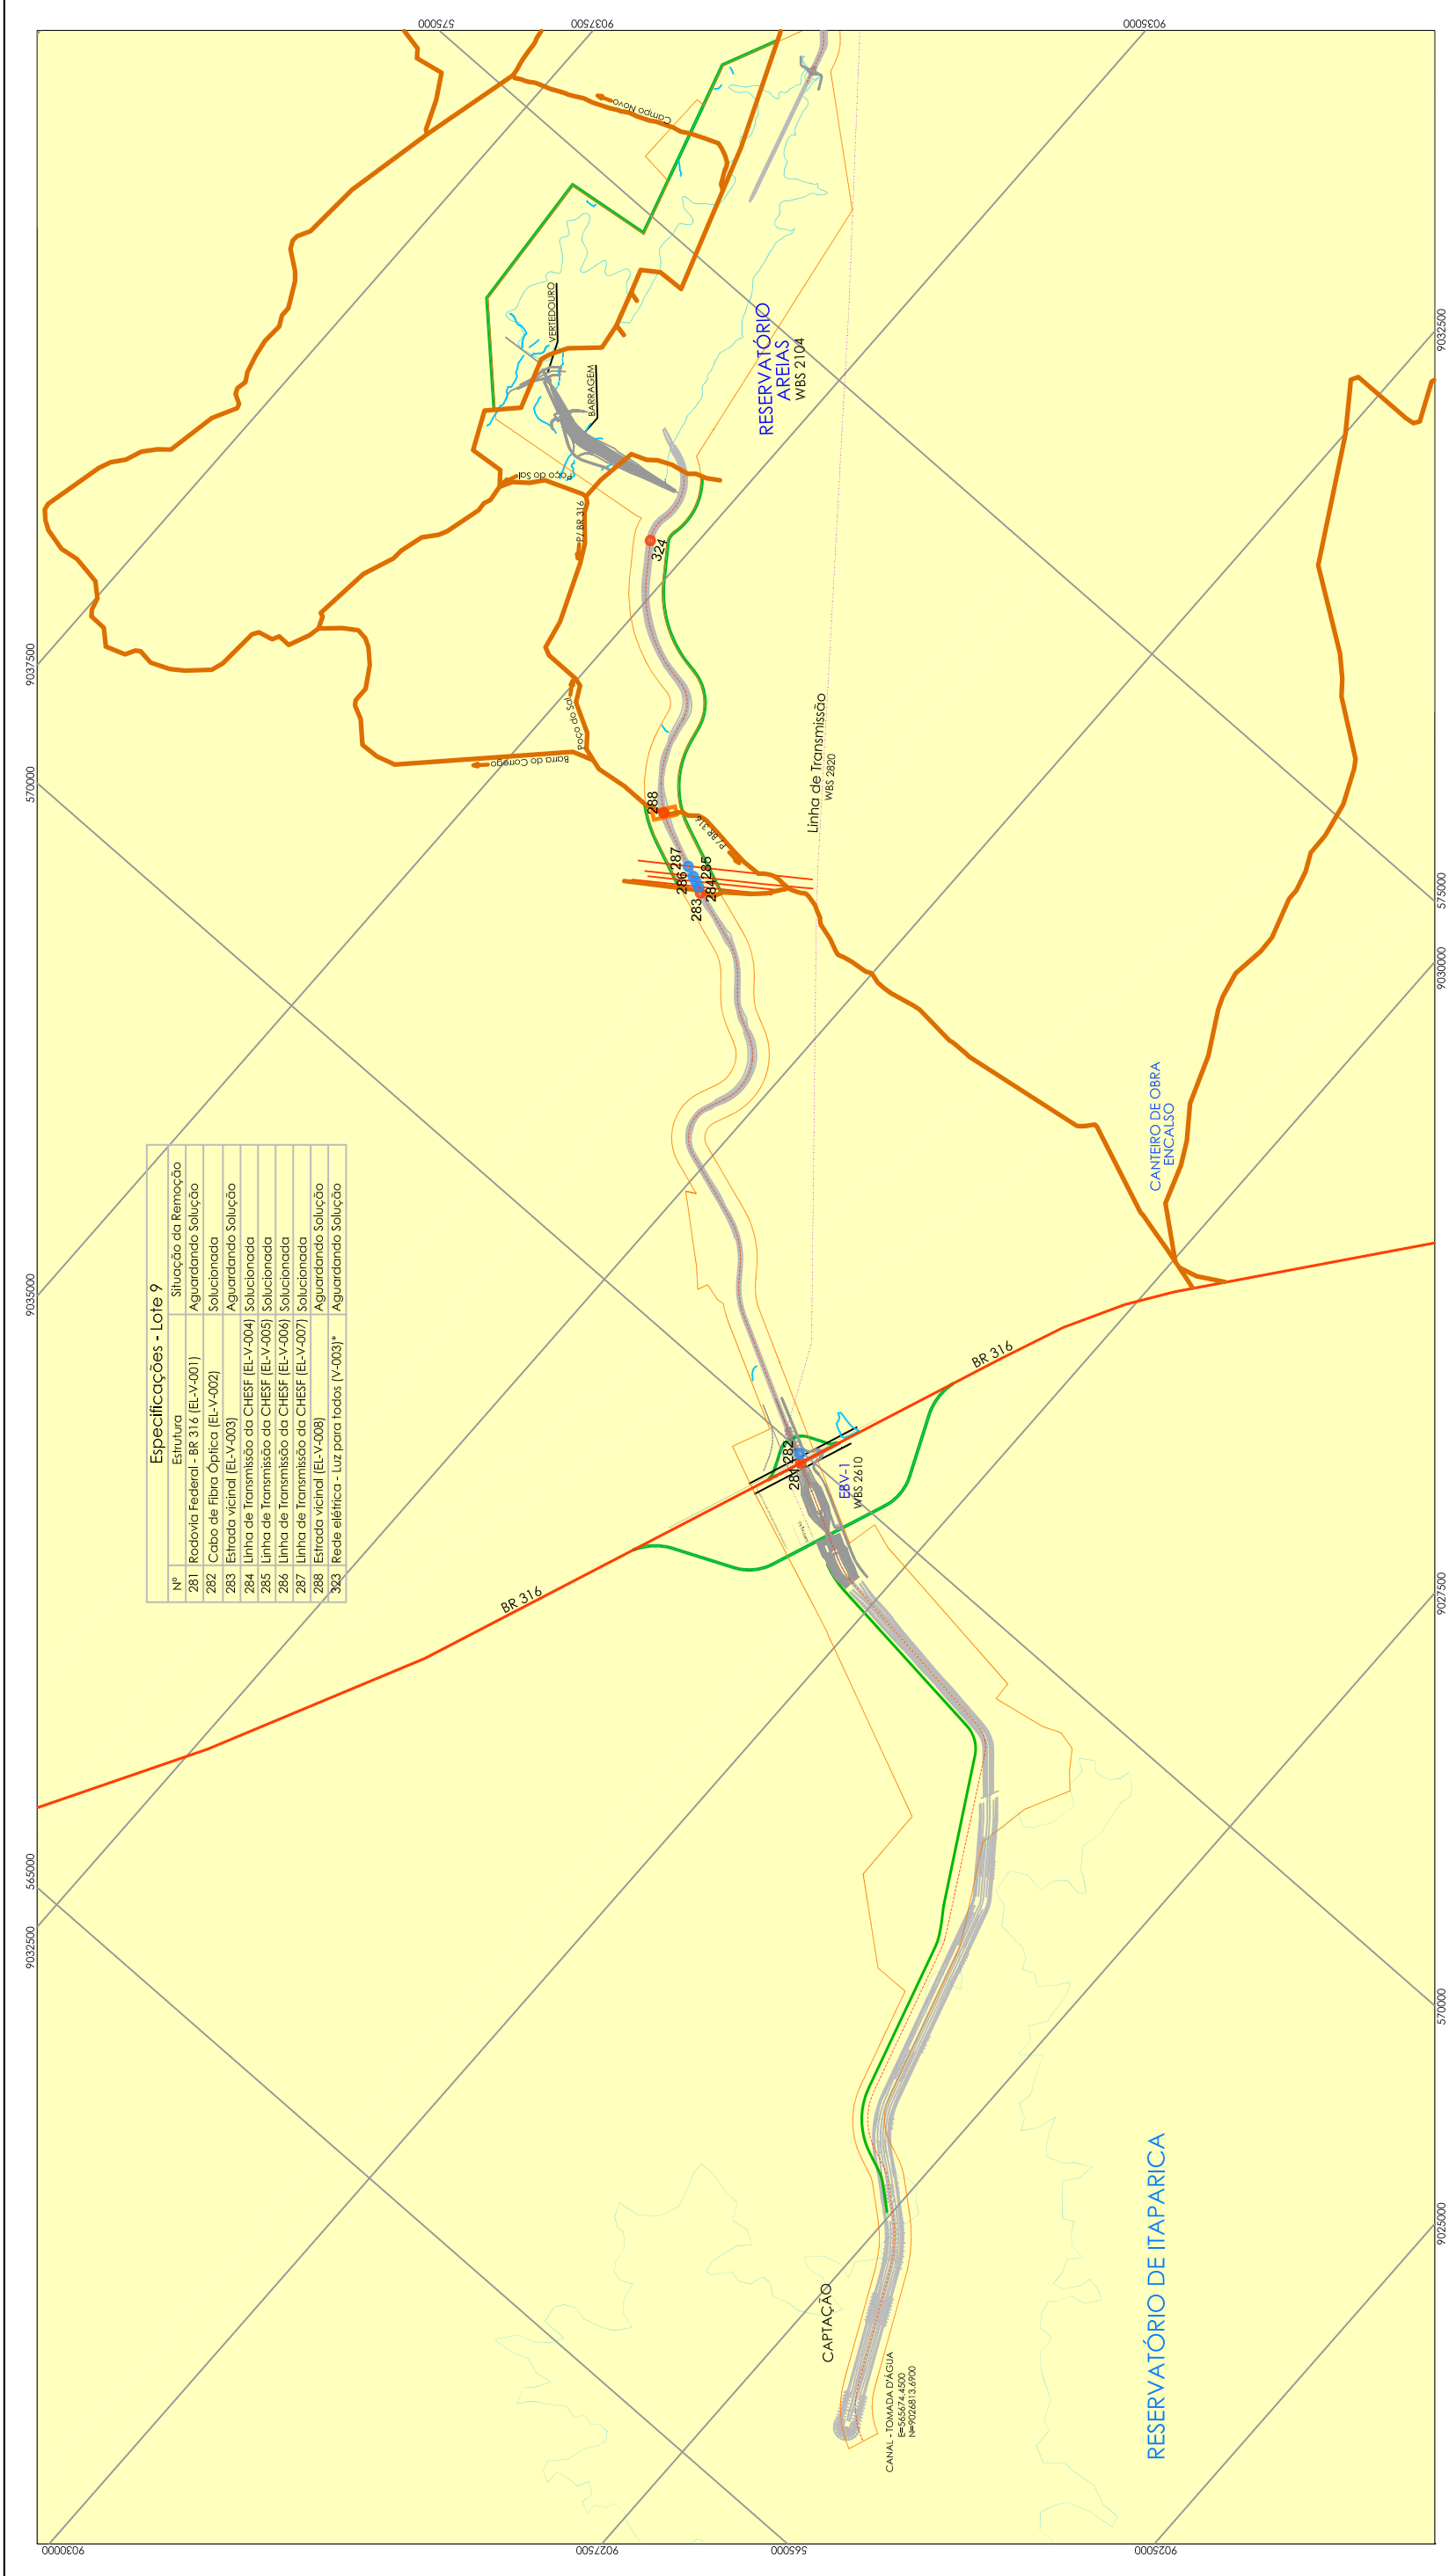 Especificações - Lote 9
Nº Estrutura Situação da Remoção
281 Rodovia Federal - BR 316 (EL-V-001) Aguardando Solução
282 Cabo de Fibra Óptica (EL-V-002) Solucionada
283 Estrada vicinal (EL-V-003) Aguardando Solução
284 Linha de Transmissão da CHESF (EL-V-004) Solucionada
285 Linha de Transmissão da CHESF (EL-V-005) Solucionada
286 Linha de Transmissão da CHESF (EL-V-006) Solucionada
287 Linha de Transmissão da CHESF (EL-V-007) Solucionada
288 Estrada vicinal (EL-V-008) Aguardando Solução
323 Rede elétrica - Luz para todos (V-003)* Aguardando Solução
9030000
9032500
565000
9035000
570000
9037500
575000
9037500
9035000
9032500
575000
9030000
9027500
570000
9025000
9025000
565000
9027500
BR 316
BR 316
Barra do Correго
Poço do Sal
P/ BR 316
Poço do Sal
VERTEDOURO
BARRAGEM
Campo Novo
324
288
287
286
285
284
283
P/ BR 316
282
281
EBV-1
WBS 2610
RESERVATÓRIO
AREIAS
WBS 2104
Linha de Transmissão
WBS 2820
CAPTAÇÃO
CANAL - TOMADA D'ÁGUA
E=565674.4500
N=9026813.6900
CANTEIRO DE OBRA
ENCALSO
RESERVATÓRIO DE ITAPARICA